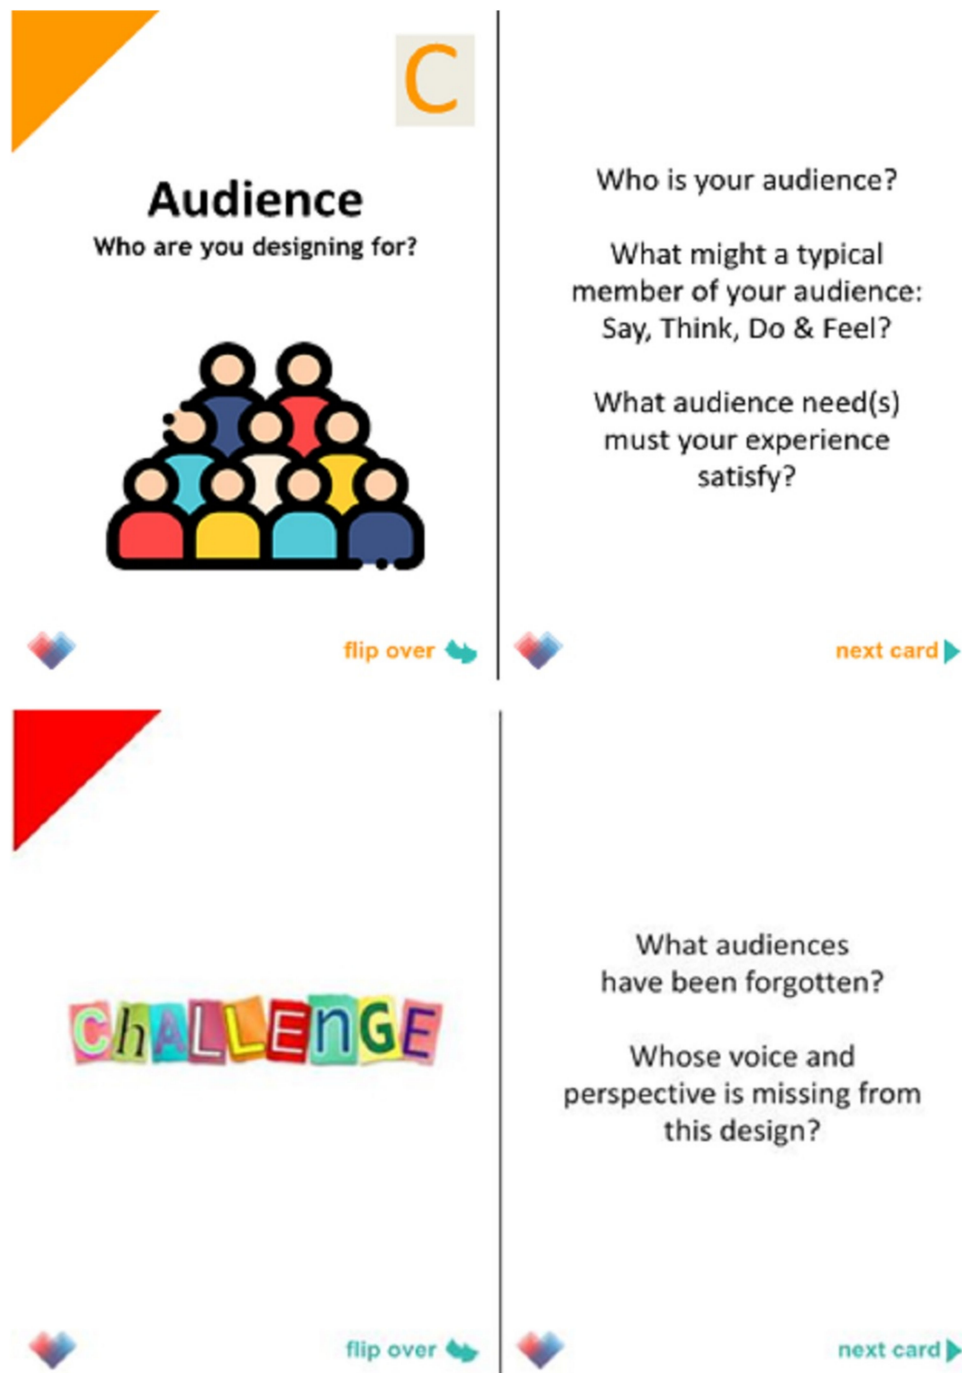 C
Audience
Who are you designing for?
flip over
Who is your audience?
What might a typical
member of your audience:
Say, Think, Do & Feel?
What audience need(s)
must your experience
satisfy?
next card
ChALLEnGE
flip over
What audiences
have been forgotten?
Whose voice and
perspective is missing from
this design?
next card